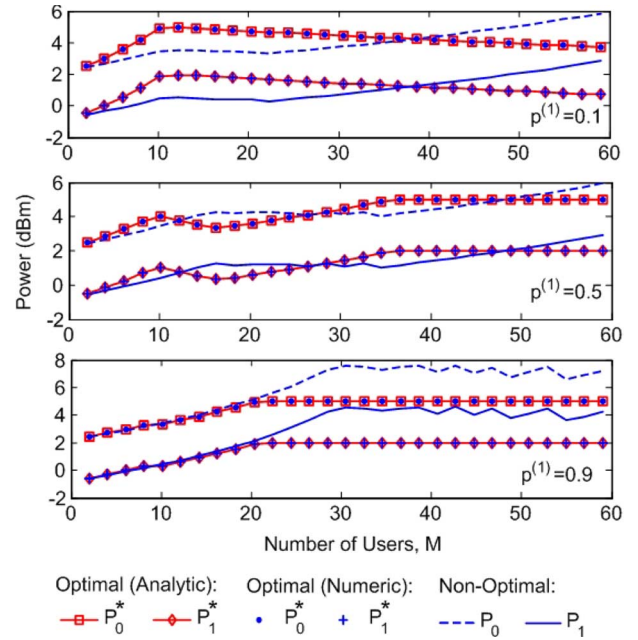 6
4
2
0
-2
0 10 20 30 40 50 60
p(1)=0.1
6
4
2
0
-2
0 10 20 30 40 50 60
p(1)=0.5
Power (dBm)
8
6
4
2
0
-2
0 10 20 30 40 50 60
p(1)=0.9
Number of Users, M
Optimal (Analytic): Optimal (Numeric): Non-Optimal:
P0* P1* P0* P1* P0 P1